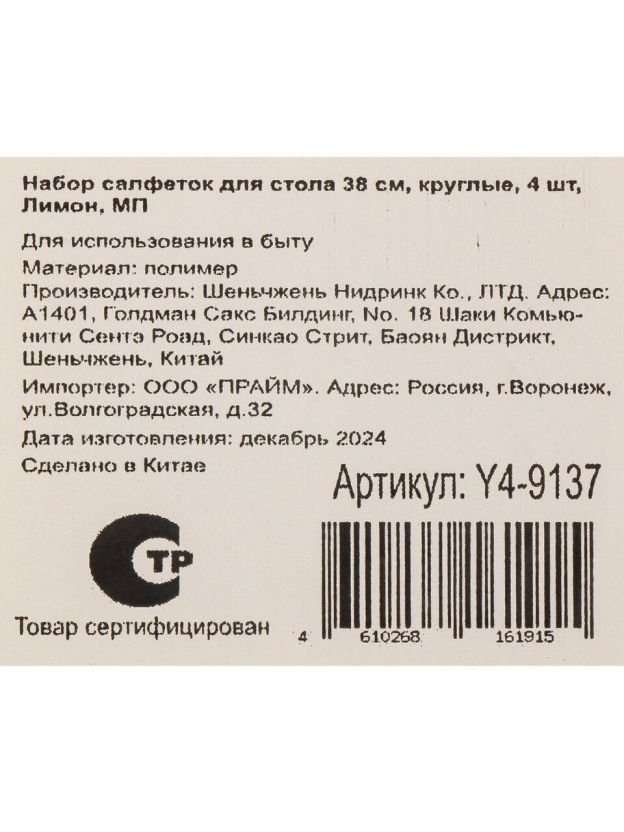 Набор салфеток для стола 38 см, круглые, 4 шт,
Лимон, МП
Для использования в быту
Материал: полимер
Производитель: Шеньчжень Нидринк Ко., ЛТД. Адрес:
А1401, Голдман Сакс Билдинг, No. 18 Шаки Комью-
нити Сентэ Роад, Синкао Стрит, Баоян Дистрикт,
Шеньчжень, Китай
Импортер: ООО «ПРАЙМ». Адрес: Россия, г.Воронеж,
ул.Волгоградская, д.32
Дата изготовления: декабрь 2024
Сделано в Китае
Артикул: Y4-9137
СТР
Товар сертифицирован
4 610268 161915